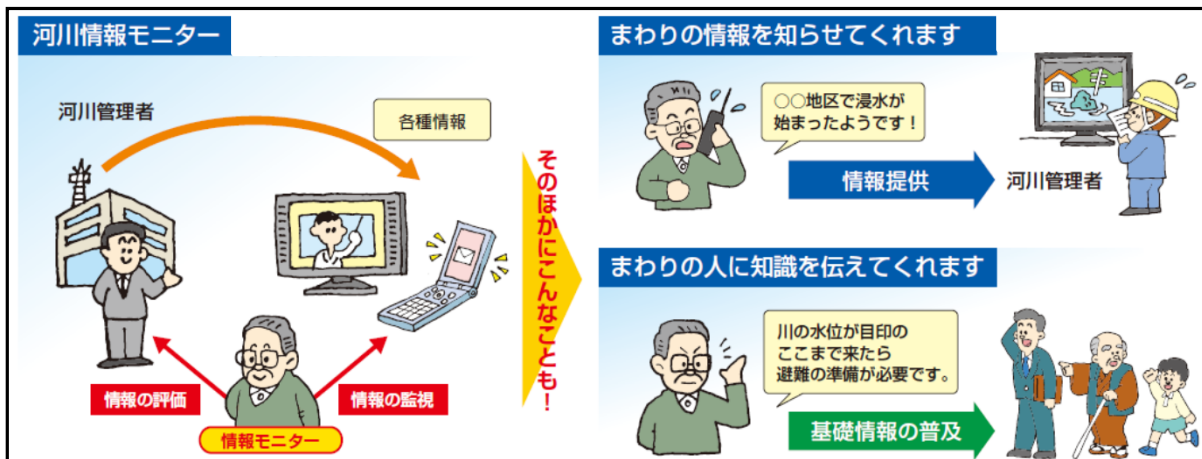 河川情報モニター
河川管理者
各種情報
情報の評価
情報の監視
情報モニター
そのほかにこんなことも！
まわりの情報を知らせてくれます
○○地区で浸水が
始まったようです！
情報提供
河川管理者
まわりの人に知識を伝えてくれます
川の水位が目印の
ここまで来たら
避難の準備が必要です。
基礎情報の普及